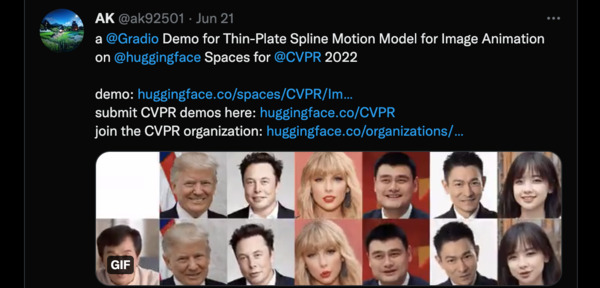 AK @ak92501 · Jun 21
a @Gradio Demo for Thin-Plate Spline Motion Model for Image Animation
on @huggingface Spaces for @CVPR 2022
demo: huggingface.co/spaces/CVPR/Im…
submit CVPR demos here: huggingface.co/CVPR
join the CVPR organization: huggingface.co/organizations/…
GIF